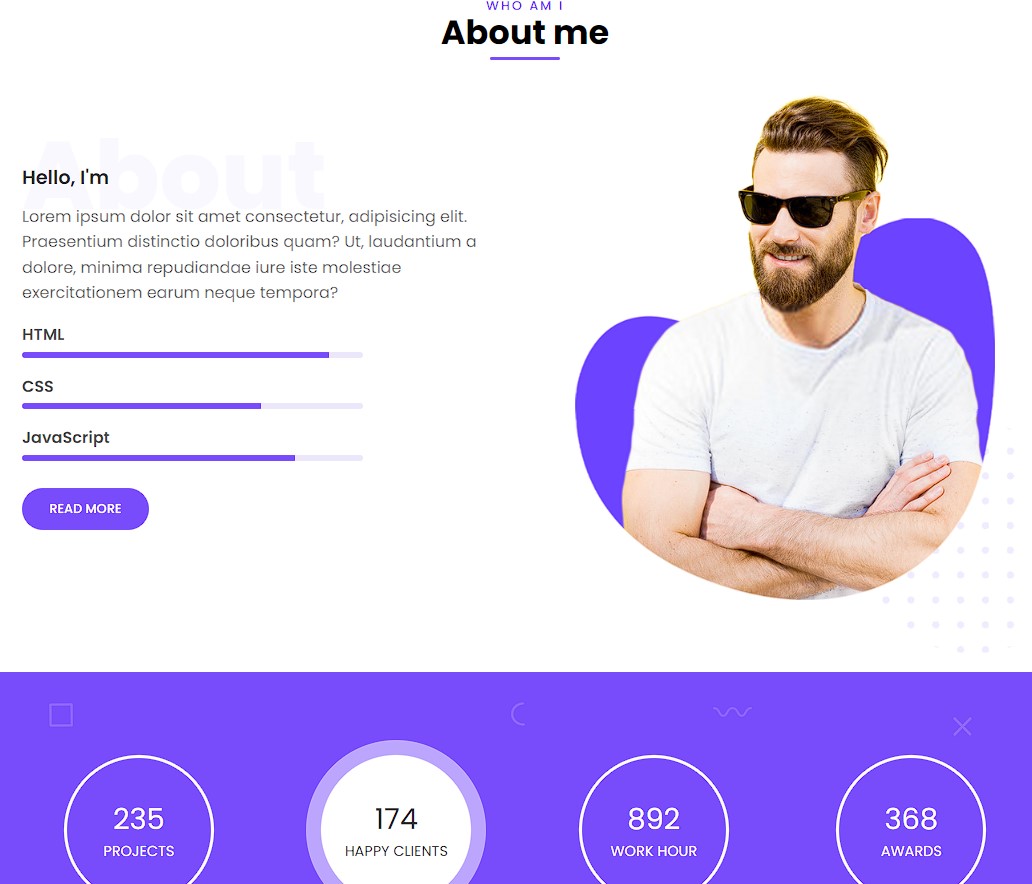 WHO AM I
About me
About
Hello, I'm
Lorem ipsum dolor sit amet consectetur, adipisicing elit.
Praesentium distinctio doloribus quam? Ut, laudantium a
dolore, minima repudiandae iure iste molestiae
exercitationem earum neque tempora?
HTML
CSS
JavaScript
READ MORE
235
PROJECTS
174
HAPPY CLIENTS
892
WORK HOUR
368
AWARDS